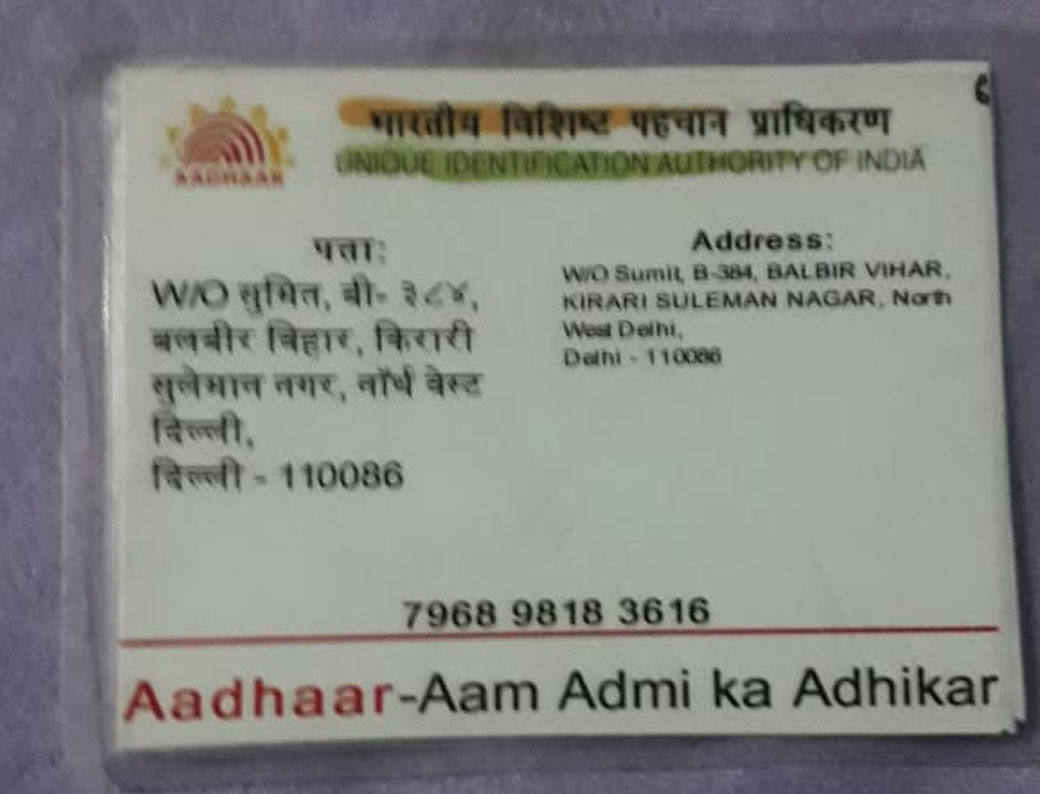 भारतीय विशिष्ट पहचान प्राधिकरण
UNIQUE IDENTIFICATION AUTHORITY OF INDIA
AADHAAR
पता:
W/O सुमित, बी- ३८४,
बलबीर विहार, किरारी
सुलेमान नगर, नॉर्थ वेस्ट
दिल्ली,
दिल्ली - 110086
Address:
W/O Sumit, B-384, BALBIR VIHAR,
KIRARI SULEMAN NAGAR, North
West Delhi,
Delhi - 110086
7968 9818 3616
Aadhaar-Aam Admi ka Adhikar